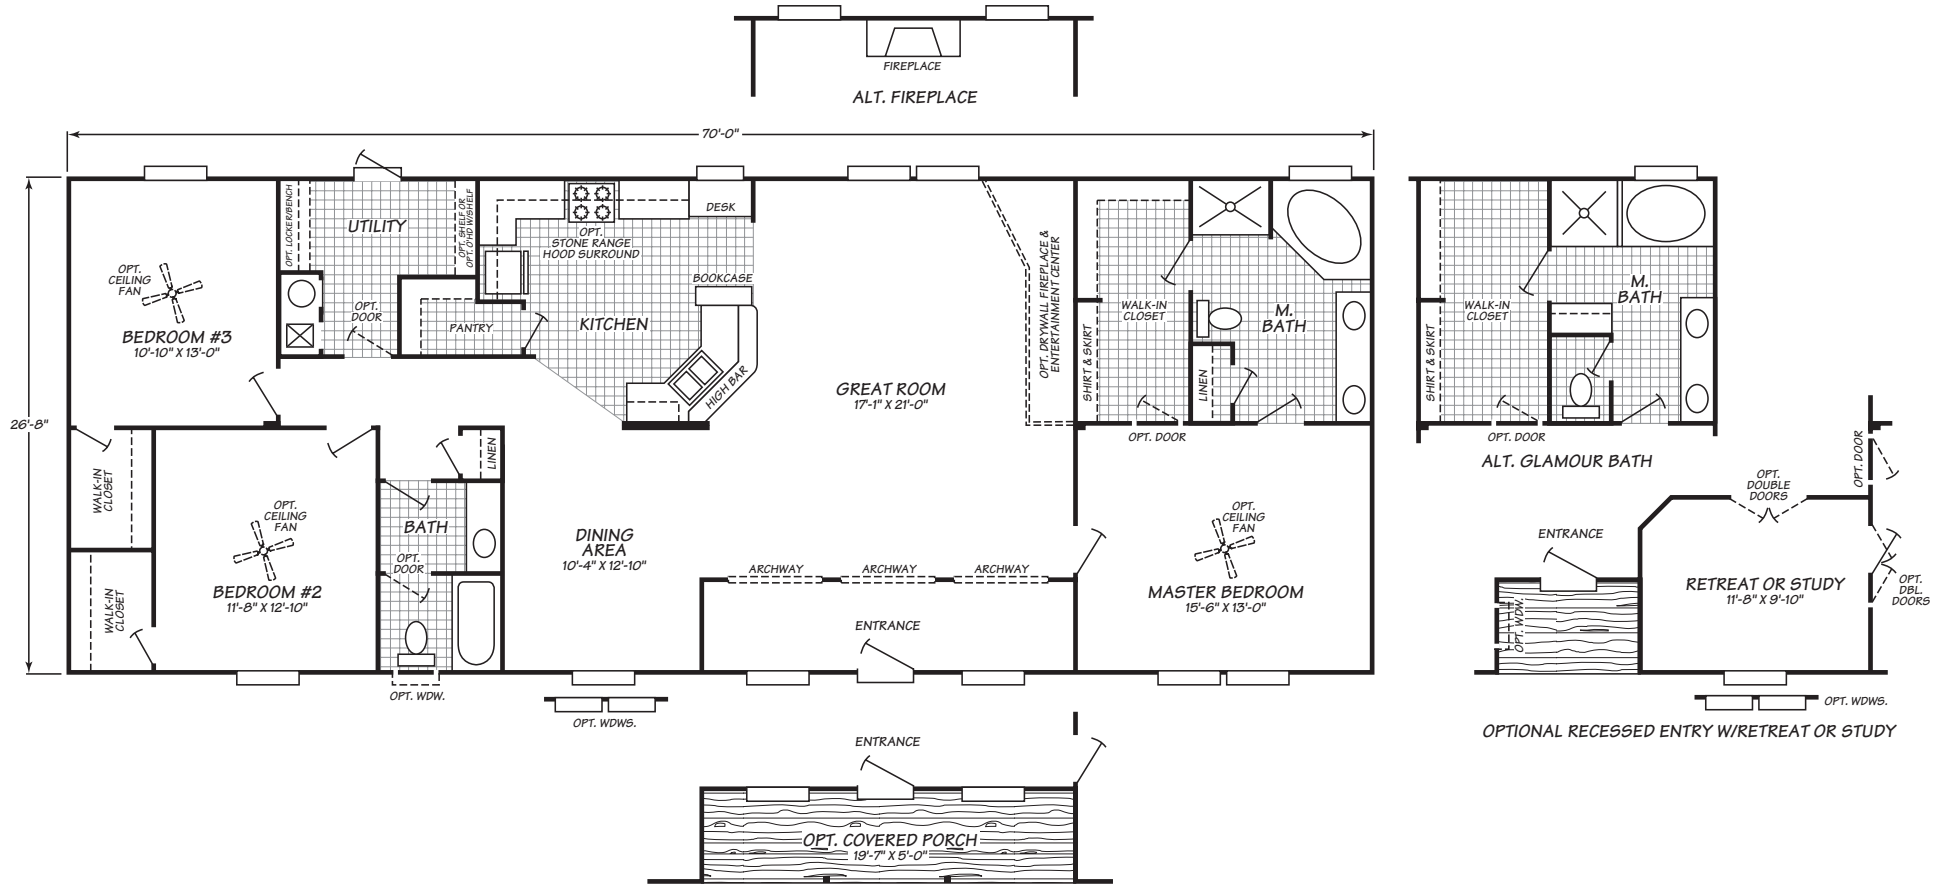 FIREPLACE
ALT. FIREPLACE
70'-0"
26'-8"
OPT. LOCKER/BENCH
UTILITY
OPT. SHELF OR
OPT. O'HD W/SHELF
DESK
OPT.
STONE RANGE
HOOD SURROUND
OPT.
CEILING
FAN
BEDROOM #3
10'-10" X 13'-0"
OPT.
DOOR
PANTRY
KITCHEN
BOOKCASE
HIGH BAR
GREAT ROOM
17'-1" X 21'-0"
OPT. DRYWALL FIREPLACE &
ENTERTAINMENT CENTER
WALK-IN
CLOSET
SHIRT & SKIRT
M.
BATH
LINEN
OPT. DOOR
WALK-IN
CLOSET
SHIRT & SKIRT
M.
BATH
OPT. DOOR
ALT. GLAMOUR BATH
WALK-IN
CLOSET
WALK-IN
CLOSET
OPT.
CEILING
FAN
BEDROOM #2
11'-8" X 12'-10"
LINEN
BATH
OPT.
DOOR
OPT. WDW.
DINING
AREA
10'-4" X 12'-10"
OPT. WDWS.
ARCHWAY
ARCHWAY
ARCHWAY
ENTRANCE
OPT.
CEILING
FAN
MASTER BEDROOM
15'-6" X 13'-0"
OPT. DOOR
OPT.
DOUBLE
DOORS
ENTRANCE
OPT. WDW.
RETREAT OR STUDY
11'-8" X 9'-10"
OPT.
DBL.
DOORS
OPT. WDWS.
OPTIONAL RECESSED ENTRY W/RETREAT OR STUDY
ENTRANCE
OPT. COVERED PORCH
19'-7" X 5'-0"